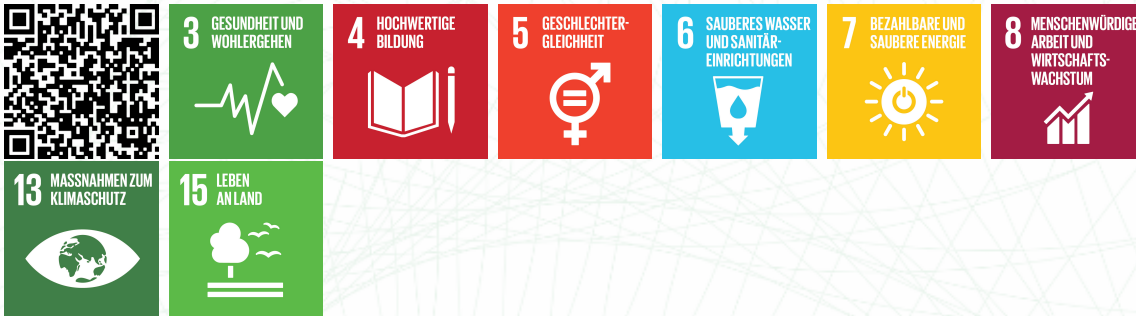 3 GESUNDHEIT UND
WOHLERGEHEN
4 HOCHWERTIGE
BILDUNG
5 GESCHLECHTER-
GLEICHHEIT
6 SAUBERES WASSER
UND SANITÄR-
EINRICHTUNGEN
7 BEZAHLBARE UND
SAUBERE ENERGIE
8 MENSCHENWÜRDIGE
ARBEIT UND
WIRTSCHAFTS-
WACHSTUM
13 MASSNAHMEN ZUM
KLIMASCHUTZ
15 LEBEN
AN LAND